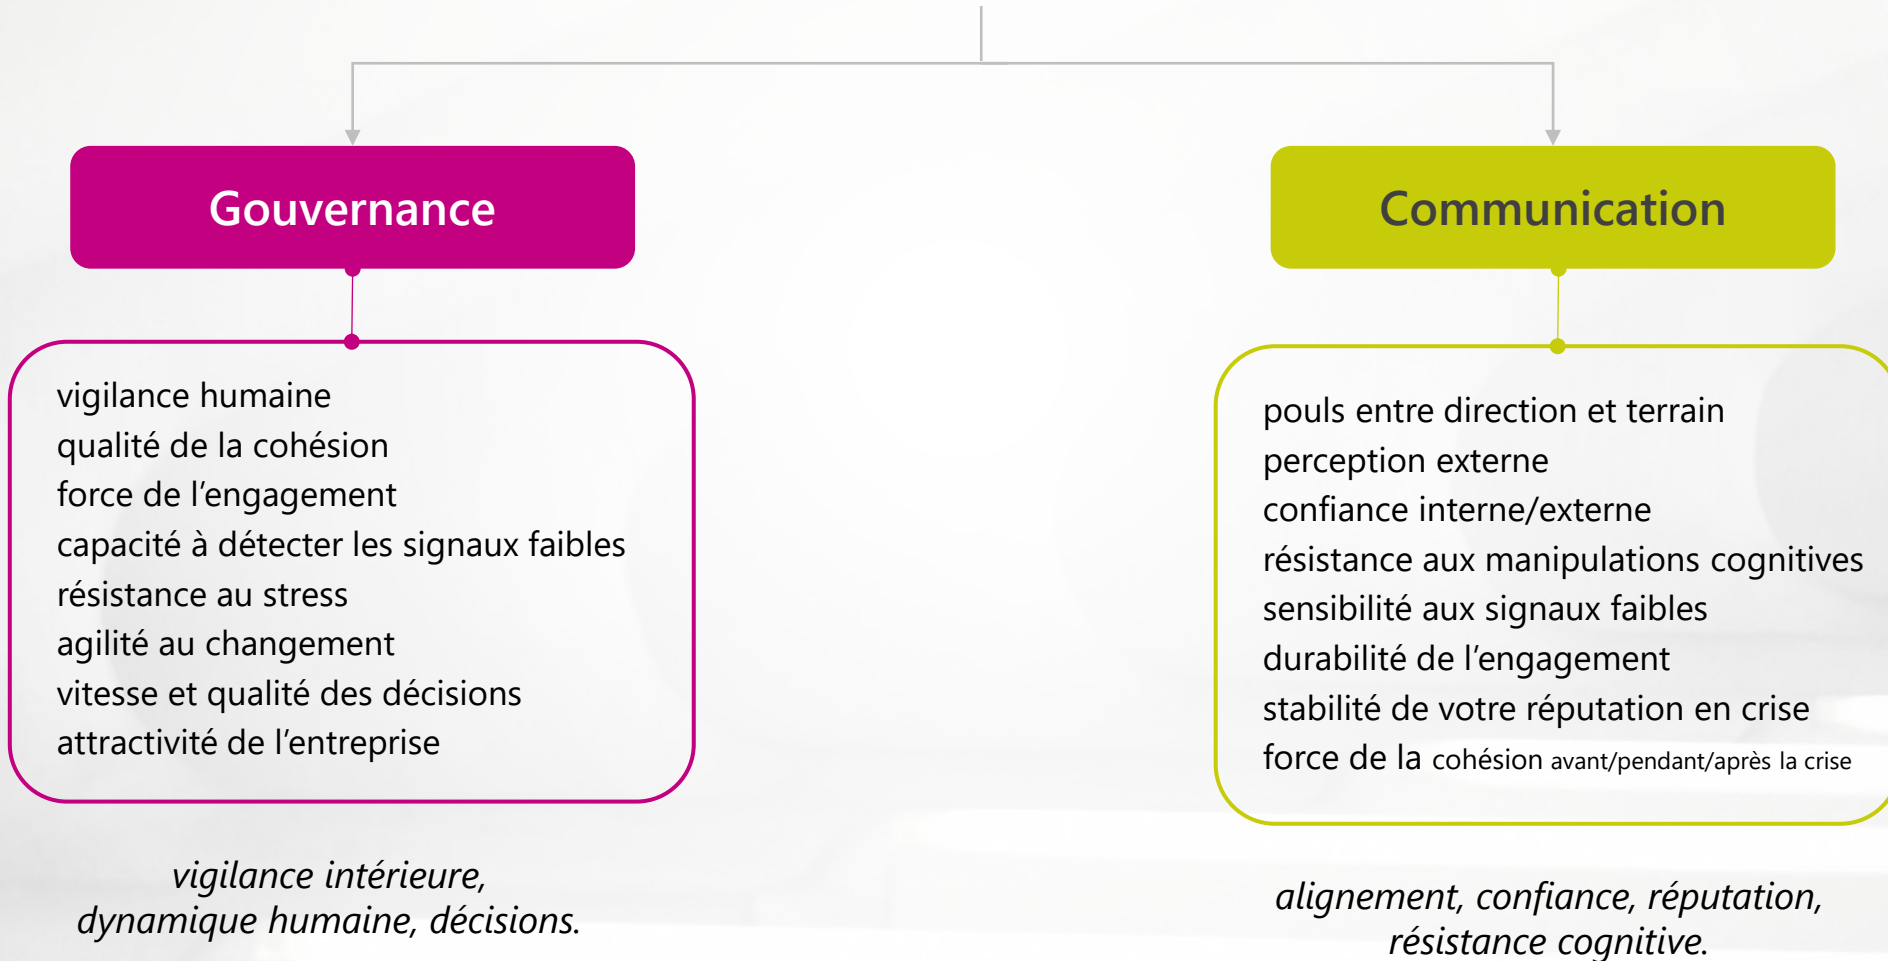 Gouvernance
vigilance humaine
qualité de la cohésion
force de l’engagement
capacité à détecter les signaux faibles
résistance au stress
agilité au changement
vitesse et qualité des décisions
attractivité de l’entreprise
vigilance intérieure,
dynamique humaine, décisions.
Communication
pouls entre direction et terrain
perception externe
confiance interne/externe
résistance aux manipulations cognitives
sensibilité aux signaux faibles
durabilité de l’engagement
stabilité de votre réputation en crise
force de la cohésion avant/pendant/après la crise
alignement, confiance, réputation,
résistance cognitive.